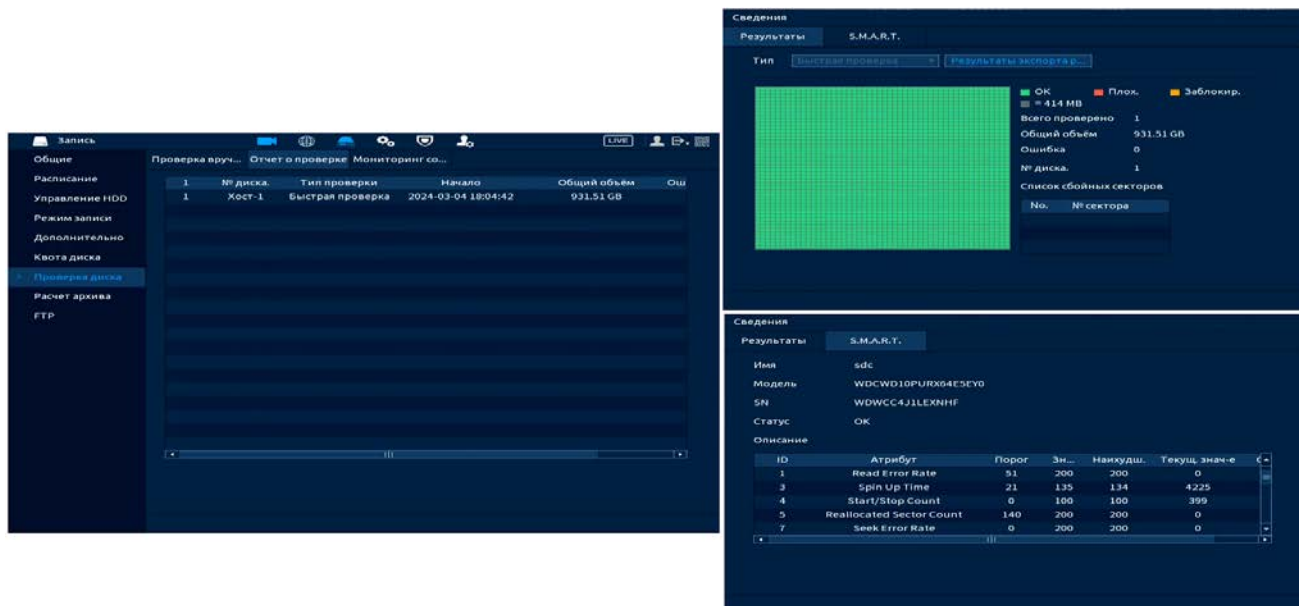 Запись
LIVE
Общие
Расписание
Управление HDD
Режим записи
Дополнительно
Квота диска
Проверка диска
Расчет архива
FTP
Проверка вруч... Отчет о проверке Мониторинг со...
1 № диска. Тип проверки Начало Общий объём Ош
1 Хост-1 Быстрая проверка 2024-03-04 18:04:42 931.51 GB
Сведения
Результаты S.M.A.R.T.
Тип Быстрая проверка Результаты экспорта р...
OK Плох. Заблокир.
= 414 MB
Всего проверено 1
Общий объём 931.51 GB
Ошибка 0
№ диска. 1
Список сбойных секторов
No. № сектора
Сведения
Результаты S.M.A.R.T.
Имя sdc
Модель WDCWD10PURX64E5EY0
SN WDWCC4J1LEXNHF
Статус OK
Описание
ID Атрибут Порог Зн... Наихудш. Текущ. знач-е
1 Read Error Rate 51 200 200 0
3 Spin Up Time 21 135 134 4225
4 Start/Stop Count 0 100 100 399
5 Reallocated Sector Count 140 200 200 0
7 Seek Error Rate 0 200 200 0